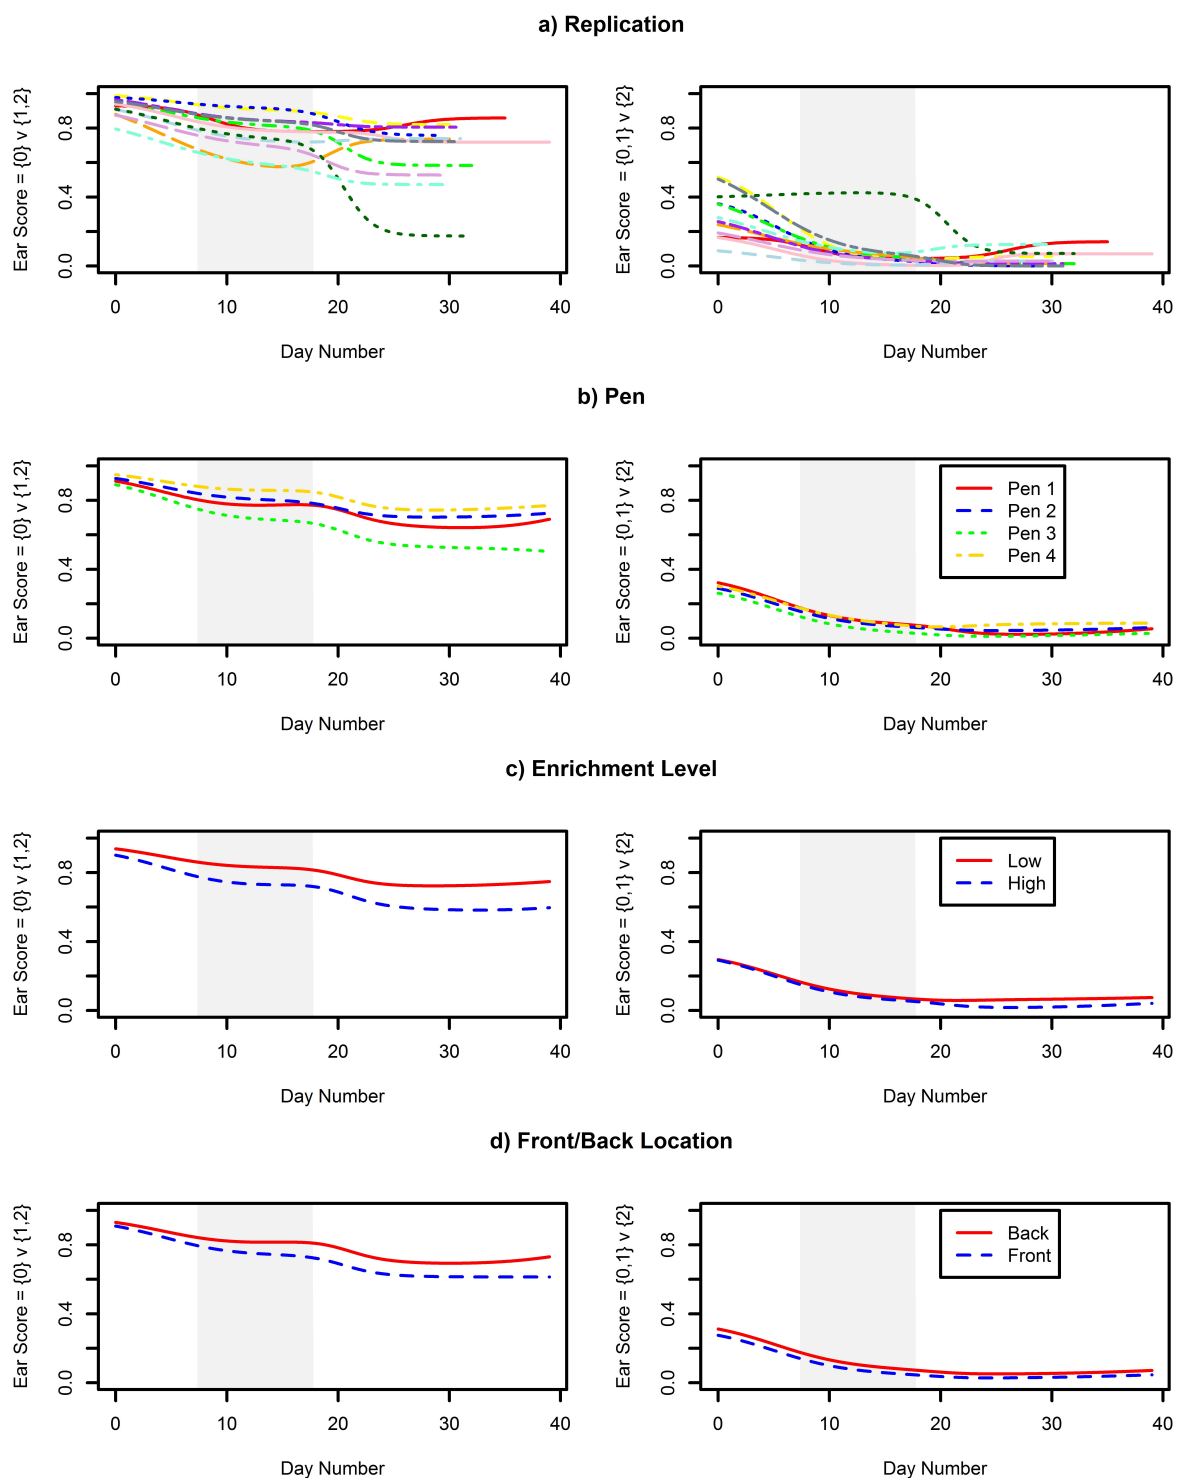 a) Replication
Ear Score = {0} v {1,2}
0.0 0.4 0.8
0 10 20 30 40
Day Number
Ear Score = {0,1} v {2}
0.0 0.4 0.8
0 10 20 30 40
Day Number
b) Pen
Ear Score = {0} v {1,2}
0.0 0.4 0.8
0 10 20 30 40
Day Number
Ear Score = {0,1} v {2}
0.0 0.4 0.8
Pen 1
Pen 2
Pen 3
Pen 4
0 10 20 30 40
Day Number
c) Enrichment Level
Ear Score = {0} v {1,2}
0.0 0.4 0.8
0 10 20 30 40
Day Number
Ear Score = {0,1} v {2}
0.0 0.4 0.8
Low
High
0 10 20 30 40
Day Number
d) Front/Back Location
Ear Score = {0} v {1,2}
0.0 0.4 0.8
0 10 20 30 40
Day Number
Ear Score = {0,1} v {2}
0.0 0.4 0.8
Back
Front
0 10 20 30 40
Day Number